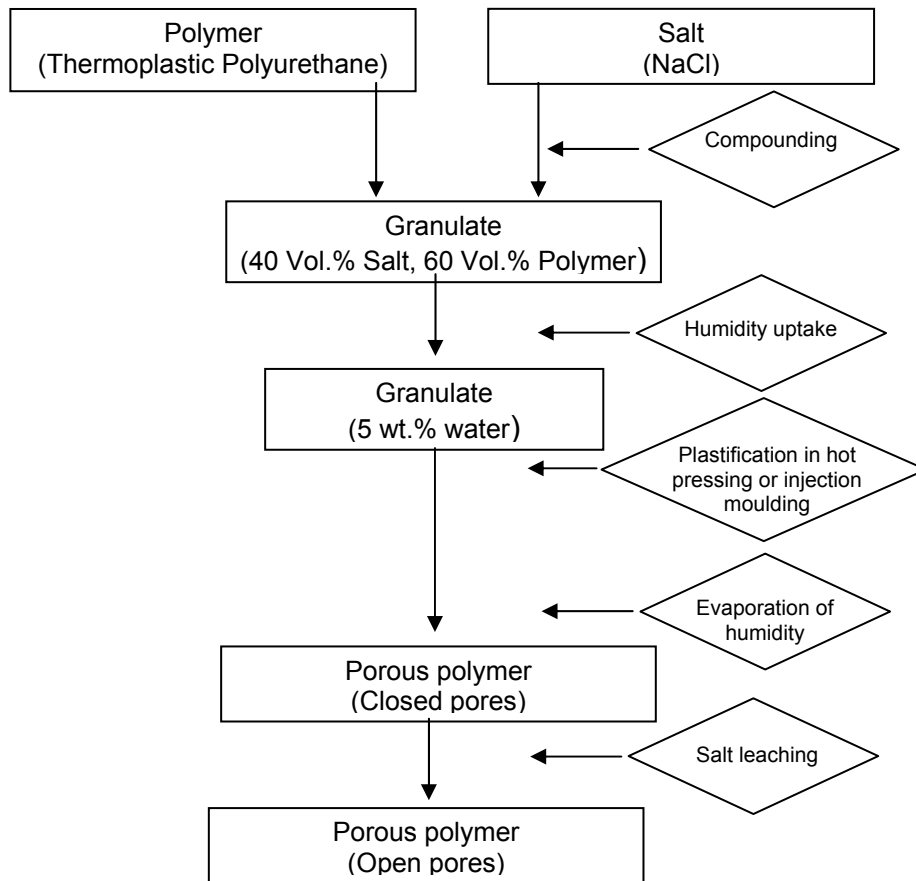 Polymer
(Thermoplastic Polyurethane)
Salt
(NaCl)
Compounding
Granulate
(40 Vol.% Salt, 60 Vol.% Polymer)
Humidity uptake
Granulate
(5 wt.% water)
Plastification in hot
pressing or injection
moulding
Evaporation of
humidity
Porous polymer
(Closed pores)
Salt leaching
Porous polymer
(Open pores)